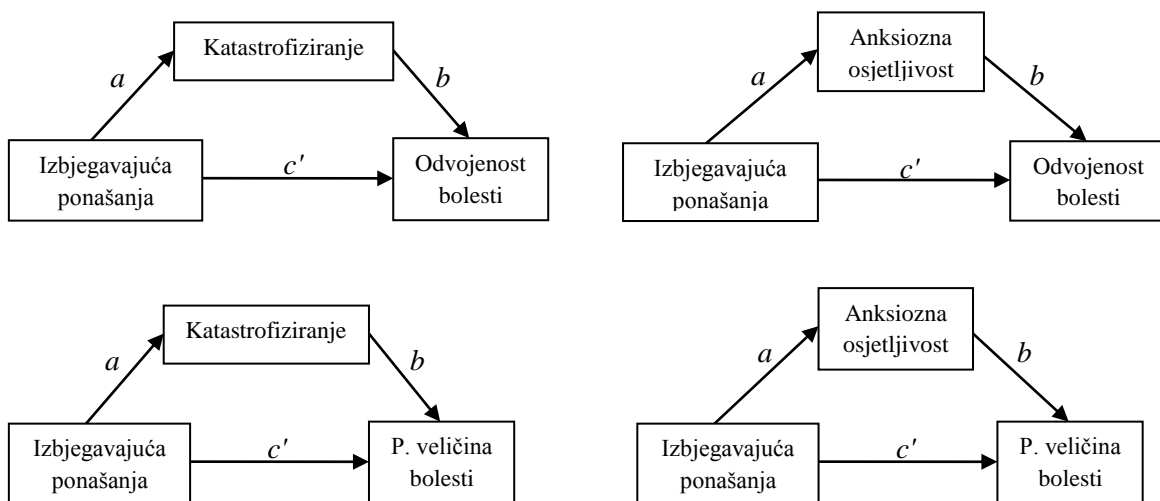 Katastrofiziranje
a
b
Izbjegavajuća
ponašanja
c'
Odvojenost
bolesti
Anksiozna
osjetljivost
a
b
Izbjegavajuća
ponašanja
c'
Odvojenost
bolesti
Katastrofiziranje
a
b
Izbjegavajuća
ponašanja
c'
P. veličina
bolesti
Anksiozna
osjetljivost
a
b
Izbjegavajuća
ponašanja
c'
P. veličina
bolesti